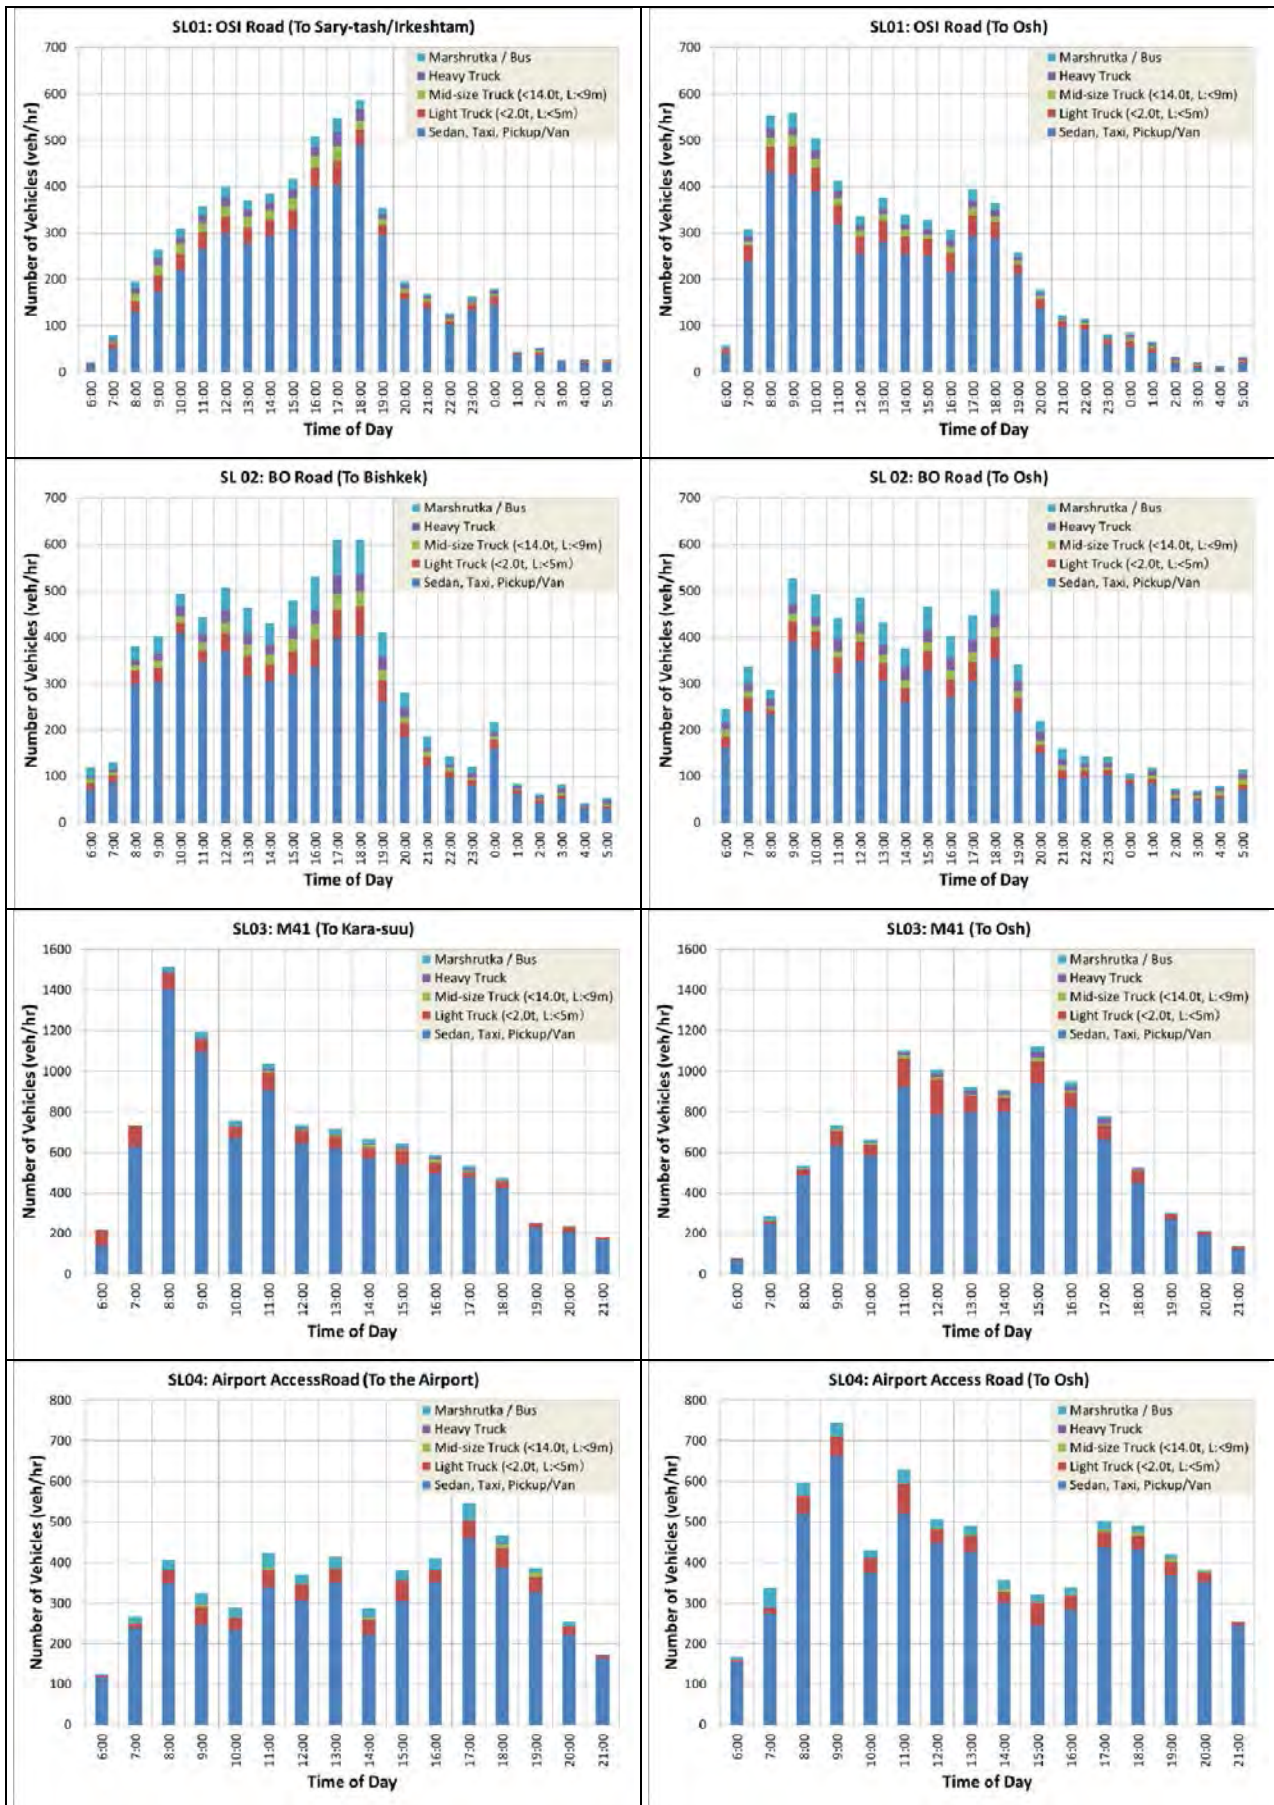 SL01: OSI Road (To Sary-tash/Irkeshtam)
Number of Vehicles (veh/hr)
700
600
500
400
300
200
100
0
Marshrutka / Bus
Heavy Truck
Mid-size Truck (<14.0t, L:<9m)
Light Truck (<2.0t, L:<5m)
Sedan, Taxi, Pickup/Van
6:00 7:00 8:00 9:00 10:00 11:00 12:00 13:00 14:00 15:00 16:00 17:00 18:00 19:00 20:00 21:00 22:00 23:00 0:00 1:00 2:00 3:00 4:00 5:00
Time of Day
SL01: OSI Road (To Osh)
Number of Vehicles (veh/hr)
700
600
500
400
300
200
100
0
Marshrutka / Bus
Heavy Truck
Mid-size Truck (<14.0t, L:<9m)
Light Truck (<2.0t, L:<5m)
Sedan, Taxi, Pickup/Van
6:00 7:00 8:00 9:00 10:00 11:00 12:00 13:00 14:00 15:00 16:00 17:00 18:00 19:00 20:00 21:00 22:00 23:00 0:00 1:00 2:00 3:00 4:00 5:00
Time of Day
SL 02: BO Road (To Bishkek)
Number of Vehicles (veh/hr)
700
600
500
400
300
200
100
0
Marshrutka / Bus
Heavy Truck
Mid-size Truck (<14.0t, L:<9m)
Light Truck (<2.0t, L:<5m)
Sedan, Taxi, Pickup/Van
6:00 7:00 8:00 9:00 10:00 11:00 12:00 13:00 14:00 15:00 16:00 17:00 18:00 19:00 20:00 21:00 22:00 23:00 0:00 1:00 2:00 3:00 4:00 5:00
Time of Day
SL 02: BO Road (To Osh)
Number of Vehicles (veh/hr)
700
600
500
400
300
200
100
0
Marshrutka / Bus
Heavy Truck
Mid-size Truck (<14.0t, L:<9m)
Light Truck (<2.0t, L:<5m)
Sedan, Taxi, Pickup/Van
6:00 7:00 8:00 9:00 10:00 11:00 12:00 13:00 14:00 15:00 16:00 17:00 18:00 19:00 20:00 21:00 22:00 23:00 0:00 1:00 2:00 3:00 4:00 5:00
Time of Day
SL03: M41 (To Kara-suu)
Number of Vehicles (veh/hr)
1600
1400
1200
1000
800
600
400
200
0
Marshrutka / Bus
Heavy Truck
Mid-size Truck (<14.0t, L:<9m)
Light Truck (<2.0t, L:<5m)
Sedan, Taxi, Pickup/Van
6:00 7:00 8:00 9:00 10:00 11:00 12:00 13:00 14:00 15:00 16:00 17:00 18:00 19:00 20:00 21:00
Time of Day
SL03: M41 (To Osh)
Number of Vehicles (veh/hr)
1600
1400
1200
1000
800
600
400
200
0
Marshrutka / Bus
Heavy Truck
Mid-size Truck (<14.0t, L:<9m)
Light Truck (<2.0t, L:<5m)
Sedan, Taxi, Pickup/Van
6:00 7:00 8:00 9:00 10:00 11:00 12:00 13:00 14:00 15:00 16:00 17:00 18:00 19:00 20:00 21:00
Time of Day
SL04: Airport AccessRoad (To the Airport)
Number of Vehicles (veh/hr)
800
700
600
500
400
300
200
100
0
Marshrutka / Bus
Heavy Truck
Mid-size Truck (<14.0t, L:<9m)
Light Truck (<2.0t, L:<5m)
Sedan, Taxi, Pickup/Van
6:00 7:00 8:00 9:00 10:00 11:00 12:00 13:00 14:00 15:00 16:00 17:00 18:00 19:00 20:00 21:00
Time of Day
SL04: Airport Access Road (To Osh)
Number of Vehicles (veh/hr)
800
700
600
500
400
300
200
100
0
Marshrutka / Bus
Heavy Truck
Mid-size Truck (<14.0t, L:<9m)
Light Truck (<2.0t, L:<5m)
Sedan, Taxi, Pickup/Van
6:00 7:00 8:00 9:00 10:00 11:00 12:00 13:00 14:00 15:00 16:00 17:00 18:00 19:00 20:00 21:00
Time of Day